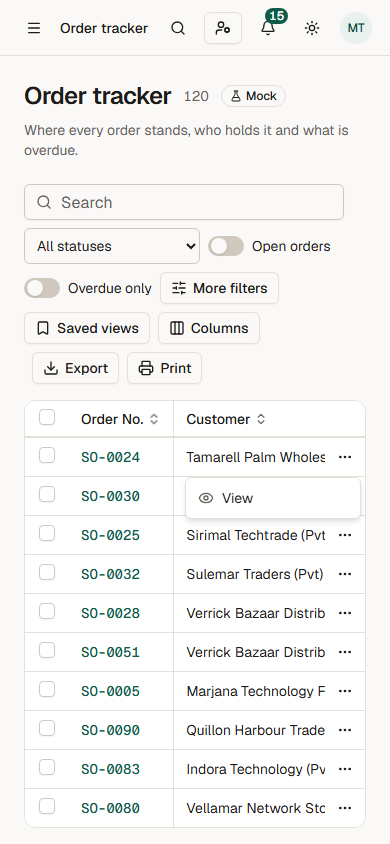 Order tracker
15
MT
Order tracker 120 Mock
Where every order stands, who holds it and what is
overdue.
Search
All statuses Open orders
Overdue only More filters
Saved views Columns
Export Print
Order No. Customer
SO-0024 Tamarell Palm Wholes
SO-0030
View
SO-0025 Sirimal Techtrade (Pvt
SO-0032 Sulemar Traders (Pvt)
SO-0028 Verrick Bazaar Distrib
SO-0051 Verrick Bazaar Distrib
SO-0005 Marjana Technology F
SO-0090 Quillon Harbour Trade
SO-0083 Indora Technology (Pv
SO-0080 Vellamar Network Sto